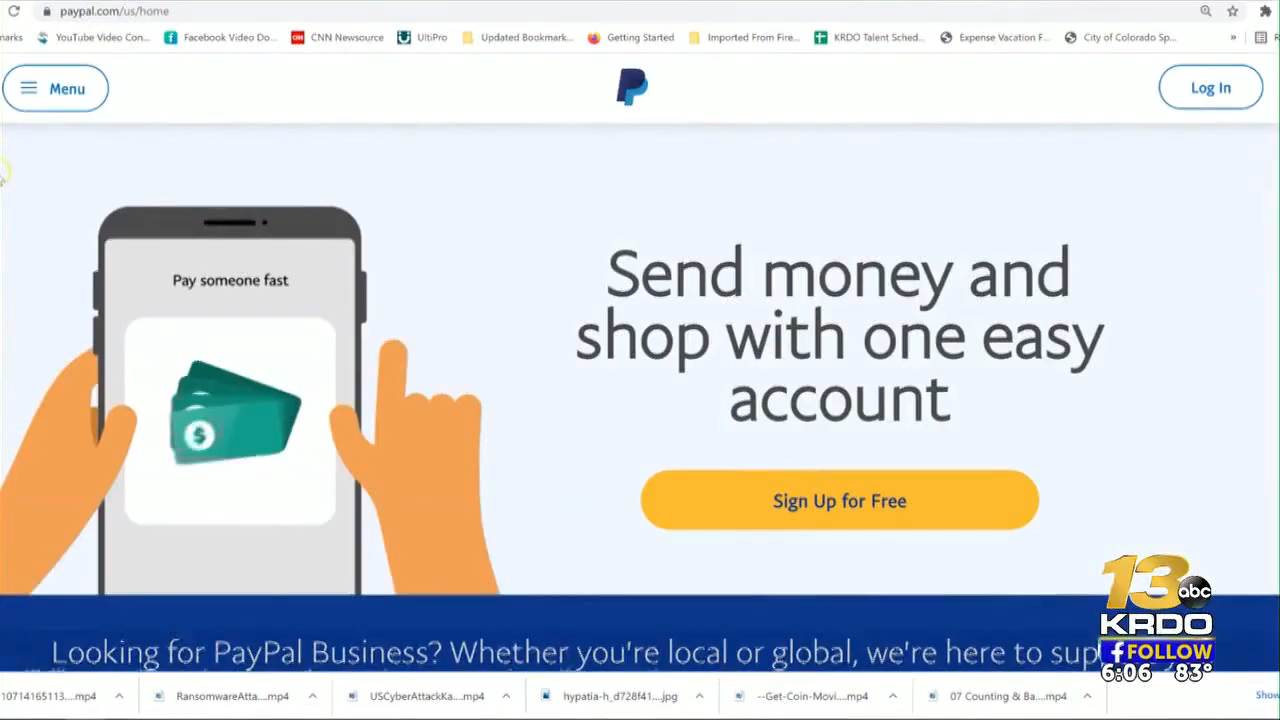 paypal.com/us/home
marks YouTube Video Con... Facebook Video Do... CNN CNN Newsource UltiPro Updated Bookmark... Getting Started Imported From Fire... KRDO Talent Sched... Expense Vacation F... City of Colorado Sp... »
Menu
Log In
Pay someone fast
$
Send money and
shop with one easy
account
Sign Up for Free
13 abc
KRDO
f FOLLOW
6:06 83°
Looking for PayPal Business? Whether you're local or global, we're here to sup
10714165113....mp4 RansomwareAtta....mp4 USCyberAttackKa....mp4 hypatia-h_d728f41....jpg --Get-Coin-Movi....mp4 07 Counting & Ba....mp4 Show